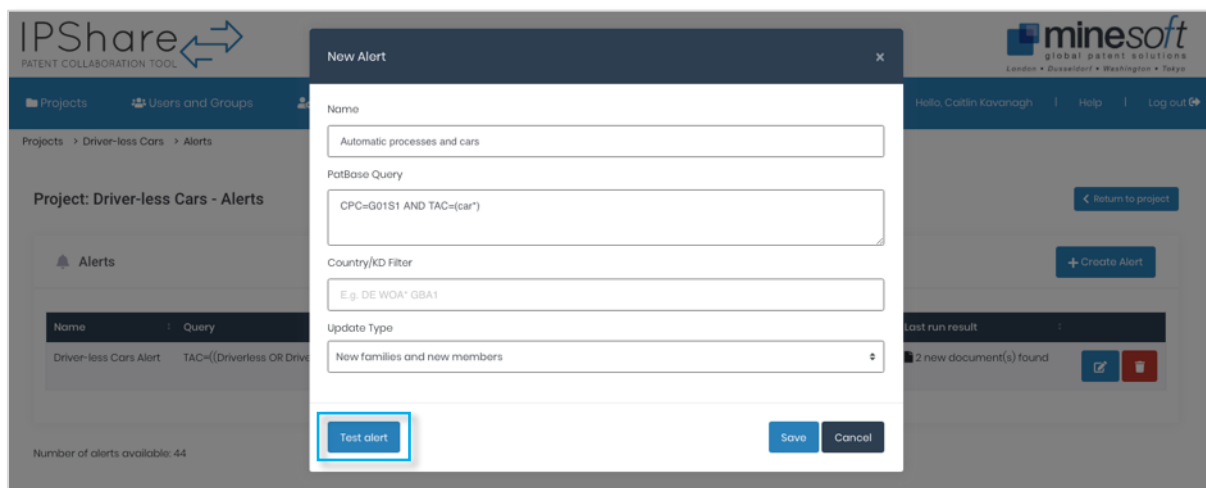 IPShare
PATENT COLLABORATION TOOL
minesoft
global patent solutions
London • Dusseldorf • Washington • Tokyo
Projects
Users and Groups
Hello, Caitlin Kavanagh | Help | Log out
Projects > Driver-less Cars > Alerts
Project: Driver-less Cars - Alerts
Return to project
Alerts
+ Create Alert
Name Query Last run result
Driver-less Cars Alert TAC=((Driverless OR Drive 2 new document(s) found
Number of alerts available: 44
New Alert x
Name
Automatic processes and cars
PatBase Query
CPC=G01S1 AND TAC=(car*)
Country/KD Filter
E.g. DE WOA* GBA1
Update Type
New families and new members
Test alert
Save Cancel